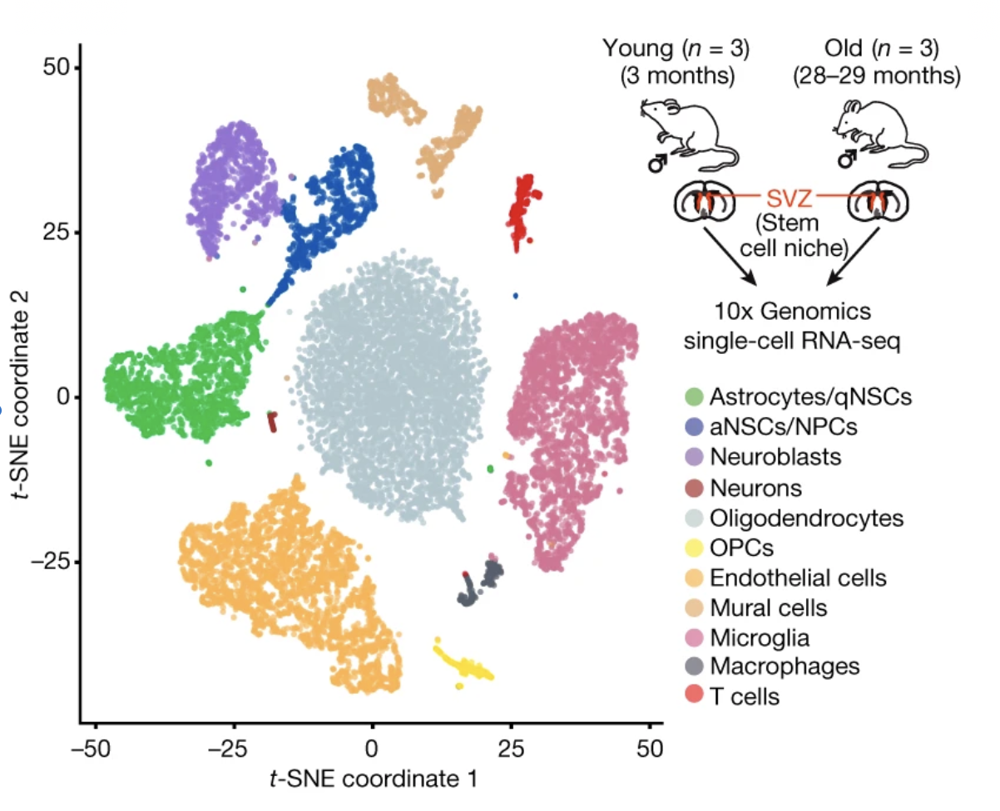 Young (n = 3)
(3 months)
Old (n = 3)
(28–29 months)
♂
♂
SVZ
(Stem
cell niche)
10x Genomics
single-cell RNA-seq
50
25
0
−25
t-SNE coordinate 2
−50
−25
0
25
50
t-SNE coordinate 1
Astrocytes/qNSCs
aNSCs/NPCs
Neuroblasts
Neurons
Oligodendrocytes
OPCs
Endothelial cells
Mural cells
Microglia
Macrophages
T cells